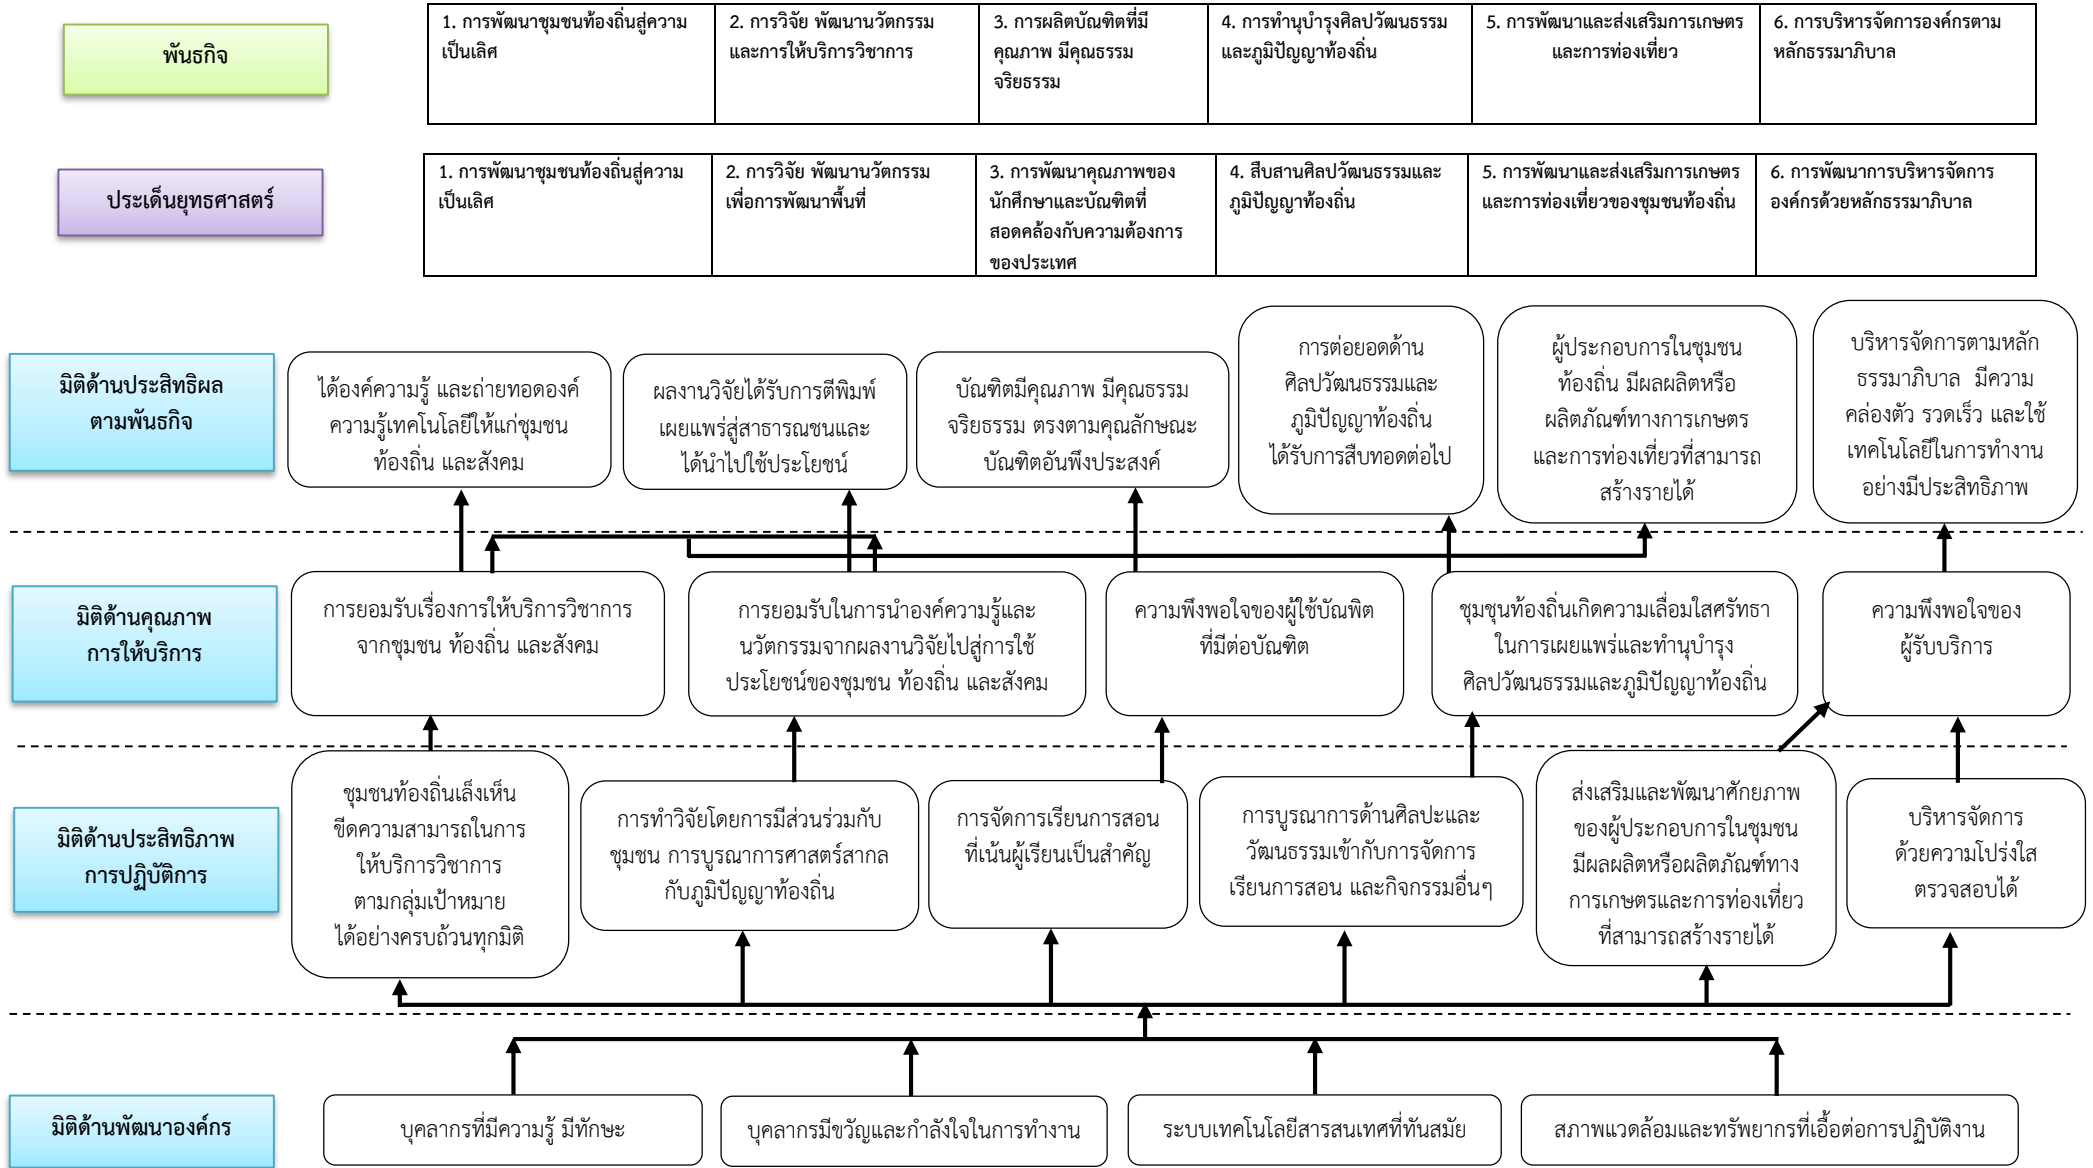 พันธกิจ
1. การพัฒนาชุมชนท้องถิ่นสู่ความ
เป็นเลิศ
2. การวิจัย พัฒนานวัตกรรม
และการให้บริการวิชาการ
3. การผลิตบัณฑิตที่มี
คุณภาพ มีคุณธรรม
จริยธรรม
4. การทำนุบำรุงศิลปวัฒนธรรม
และภูมิปัญญาท้องถิ่น
5. การพัฒนาและส่งเสริมการเกษตร
และการท่องเที่ยว
6. การบริหารจัดการองค์กรตาม
หลักธรรมาภิบาล
ประเด็นยุทธศาสตร์
1. การพัฒนาชุมชนท้องถิ่นสู่ความ
เป็นเลิศ
2. การวิจัย พัฒนานวัตกรรม
เพื่อการพัฒนาพื้นที่
3. การพัฒนาคุณภาพของ
นักศึกษาและบัณฑิตที่
สอดคล้องกับความต้องการ
ของประเทศ
4. สืบสานศิลปวัฒนธรรมและ
ภูมิปัญญาท้องถิ่น
5. การพัฒนาและส่งเสริมการเกษตร
และการท่องเที่ยวของชุมชนท้องถิ่น
6. การพัฒนาการบริหารจัดการ
องค์กรด้วยหลักธรรมาภิบาล
มิติด้านประสิทธิผล
ตามพันธกิจ
ได้องค์ความรู้ และถ่ายทอดองค์
ความรู้เทคโนโลยีให้แก่ชุมชน
ท้องถิ่น และสังคม
ผลงานวิจัยได้รับการตีพิมพ์
เผยแพร่สู่สาธารณชนและ
ได้นำไปใช้ประโยชน์
บัณฑิตมีคุณภาพ มีคุณธรรม
จริยธรรม ตรงตามคุณลักษณะ
บัณฑิตอันพึงประสงค์
การต่อยอดด้าน
ศิลปวัฒนธรรมและ
ภูมิปัญญาท้องถิ่น
ได้รับการสืบทอดต่อไป
ผู้ประกอบการในชุมชน
ท้องถิ่น มีผลผลิตหรือ
ผลิตภัณฑ์ทางการเกษตร
และการท่องเที่ยวที่สามารถ
สร้างรายได้
บริหารจัดการตามหลัก
ธรรมาภิบาล มีความ
คล่องตัว รวดเร็ว และใช้
เทคโนโลยีในการทำงาน
อย่างมีประสิทธิภาพ
มิติด้านคุณภาพ
การให้บริการ
การยอมรับเรื่องการให้บริการวิชาการ
จากชุมชน ท้องถิ่น และสังคม
การยอมรับในการนำองค์ความรู้และ
นวัตกรรมจากผลงานวิจัยไปสู่การใช้
ประโยชน์ของชุมชน ท้องถิ่น และสังคม
ความพึงพอใจของผู้ใช้บัณพิต
ที่มีต่อบัณฑิต
ชุมชุนท้องถิ่นเกิดความเลื่อมใสศรัทธา
ในการเผยแพร่และทำนุบำรุง
ศิลปวัฒนธรรมและภูมิปัญญาท้องถิ่น
ความพึงพอใจของ
ผู้รับบริการ
มิติด้านประสิทธิภาพ
การปฏิบัติการ
ชุมชนท้องถิ่นเล็งเห็น
ขีดความสามารถในการ
ให้บริการวิชาการ
ตามกลุ่มเป้าหมาย
ได้อย่างครบถ้วนทุกมิติ
การทำวิจัยโดยการมีส่วนร่วมกับ
ชุมชน การบูรณาการศาสตร์สากล
กับภูมิปัญญาท้องถิ่น
การจัดการเรียนการสอน
ที่เน้นผู้เรียนเป็นสำคัญ
การบูรณาการด้านศิลปะและ
วัฒนธรรมเข้ากับการจัดการ
เรียนการสอน และกิจกรรมอื่นๆ
ส่งเสริมและพัฒนาศักยภาพ
ของผู้ประกอบการในชุมชน
มีผลผลิตหรือผลิตภัณฑ์ทาง
การเกษตรและการท่องเที่ยว
ที่สามารถสร้างรายได้
บริหารจัดการ
ด้วยความโปร่งใส
ตรวจสอบได้
มิติด้านพัฒนาองค์กร
บุคลากรที่มีความรู้ มีทักษะ
บุคลากรมีขวัญและกำลังใจในการทำงาน
ระบบเทคโนโลยีสารสนเทศที่ทันสมัย
สภาพแวดล้อมและทรัพยากรที่เอื้อต่อการปฏิบัติงาน